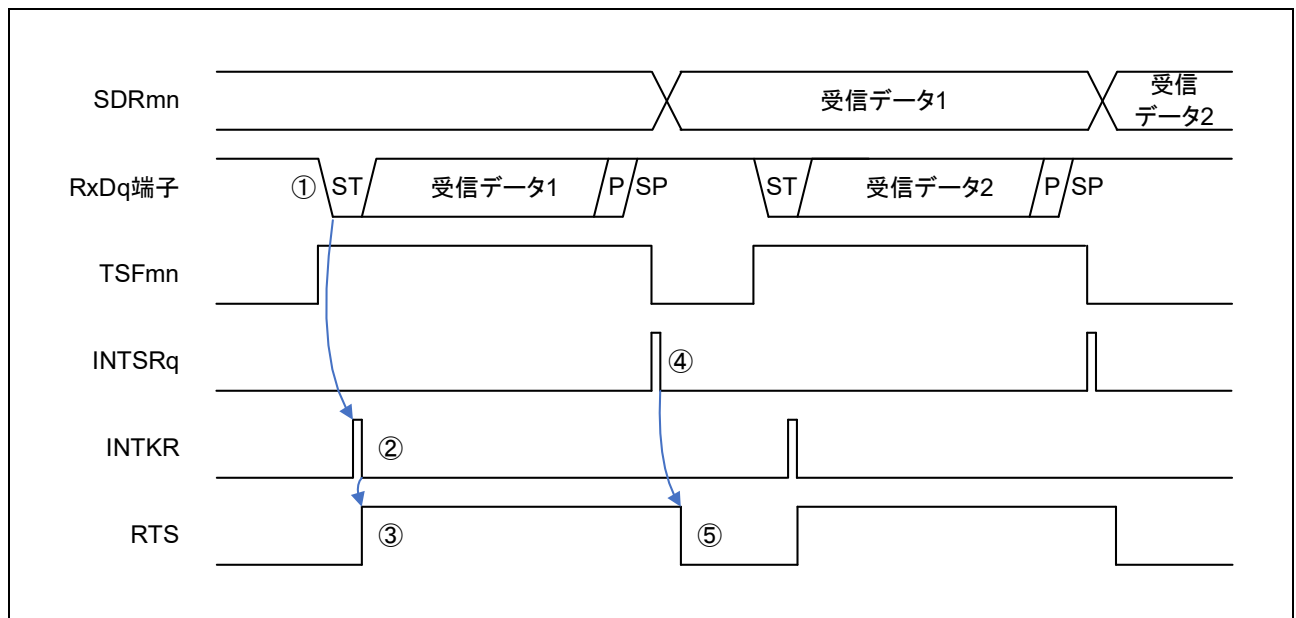 SDRmn
受信データ1
受信
データ2
RxDq端子
①
ST
受信データ1
P
SP
ST
受信データ2
P
SP
TSFmn
INTSRq
④
INTKR
②
RTS
③
⑤